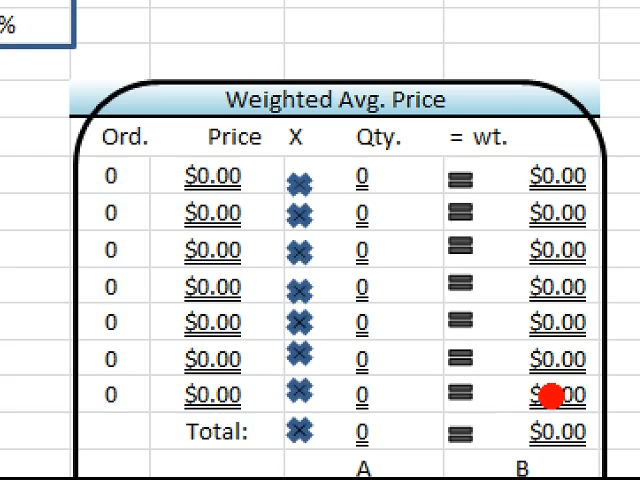 %
Weighted Avg. Price
Ord. Price X Qty. = wt.
0 $0.00 0 = $0.00
0 $0.00 0 = $0.00
0 $0.00 0 = $0.00
0 $0.00 0 = $0.00
0 $0.00 0 = $0.00
0 $0.00 0 = $0.00
0 $0.00 0 =
Total: 0 = $0.00
A B